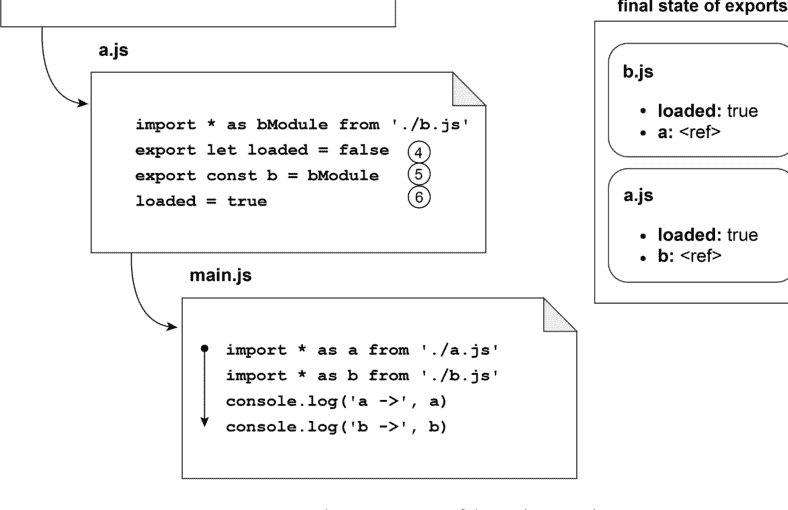 final state of exports
a.js
import * as bModule from './b.js'
export let loaded = false 4
export const b = bModule 5
loaded = true 6
b.js
• loaded: true
• a: <ref>
a.js
• loaded: true
• b: <ref>
main.js
import * as a from './a.js'
import * as b from './b.js'
console.log('a ->', a)
console.log('b ->', b)